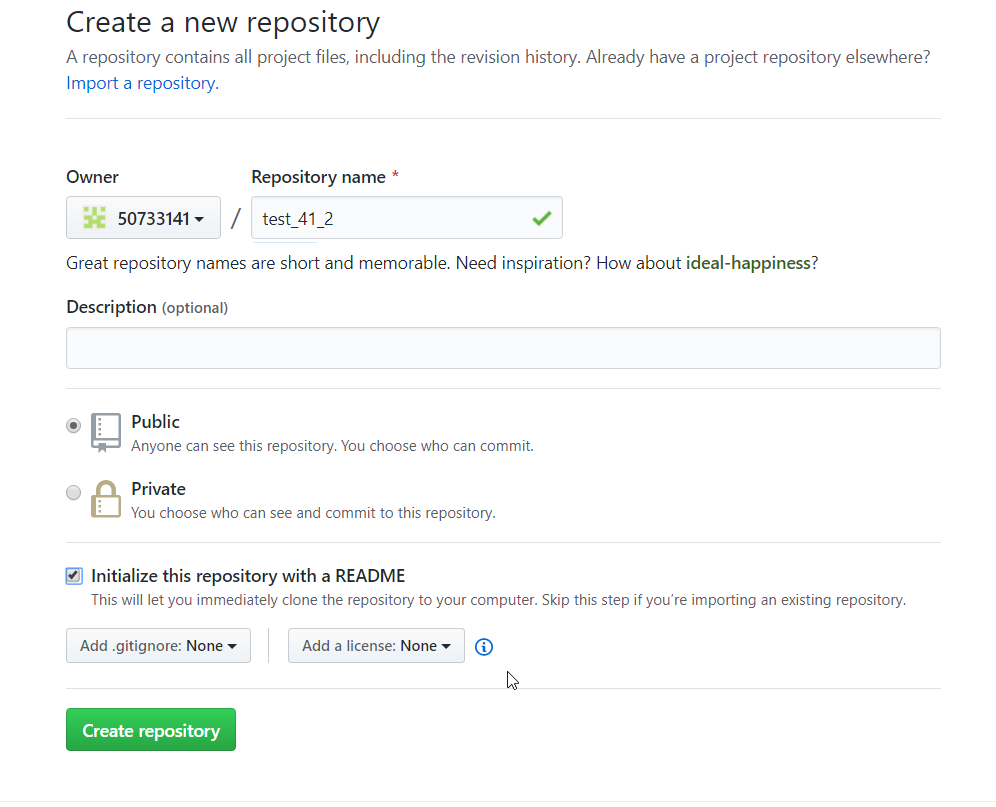 Create a new repository
A repository contains all project files, including the revision history. Already have a project repository elsewhere?
Import a repository.
Owner
Repository name *
50733141
/
test_41_2
Great repository names are short and memorable. Need inspiration? How about ideal-happiness?
Description (optional)
Public
Anyone can see this repository. You choose who can commit.
Private
You choose who can see and commit to this repository.
Initialize this repository with a README
This will let you immediately clone the repository to your computer. Skip this step if you’re importing an existing repository.
Add .gitignore: None
Add a license: None
Create repository